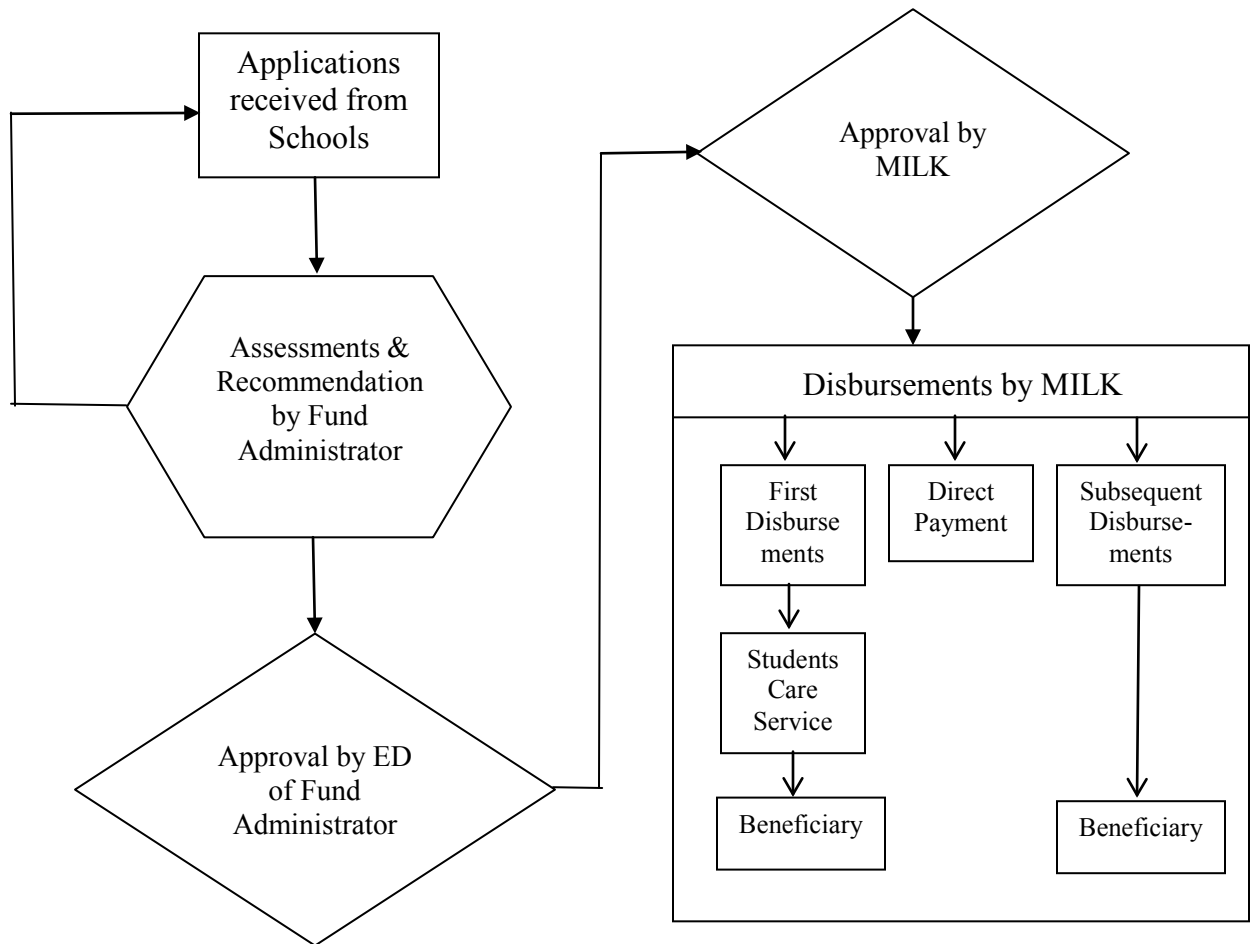 Applications
received from
Schools
Assessments &
Recommendation
by Fund
Administrator
Approval by ED
of Fund
Administrator
Approval by
MILK
Disbursements by MILK
First
Disburse
ments
Direct
Payment
Subsequent
Disburse-
ments
Students
Care
Service
Beneficiary
Beneficiary